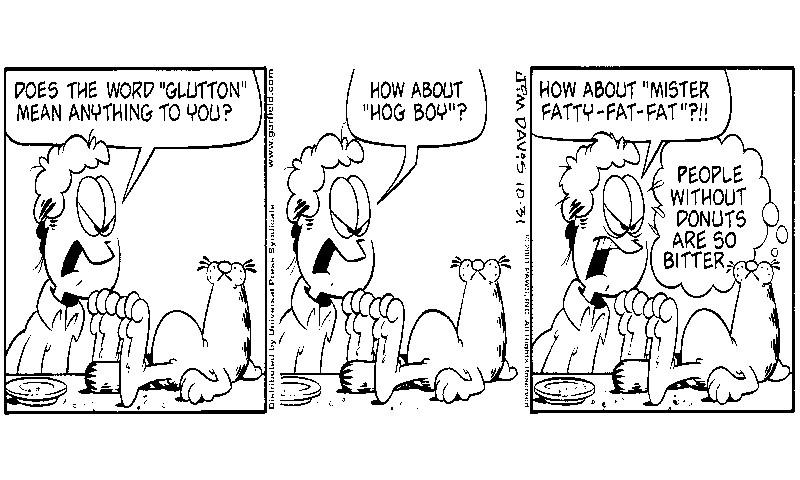 DOES THE WORD "GLUTTON"
MEAN ANYTHING TO YOU?
www.garfield.com
Distributed by Universal Press Syndicate
HOW ABOUT
"HOG BOY"?
JIM DAVIS 10-31
HOW ABOUT "MISTER
FATTY-FAT-FAT"?!!
PEOPLE
WITHOUT
DONUTS
ARE SO
BITTER